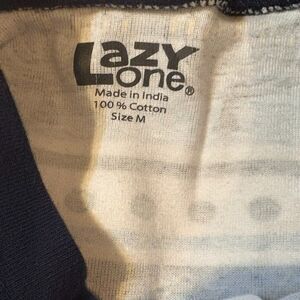 Lazy
one®
Made in India
100 % Cotton
Size M